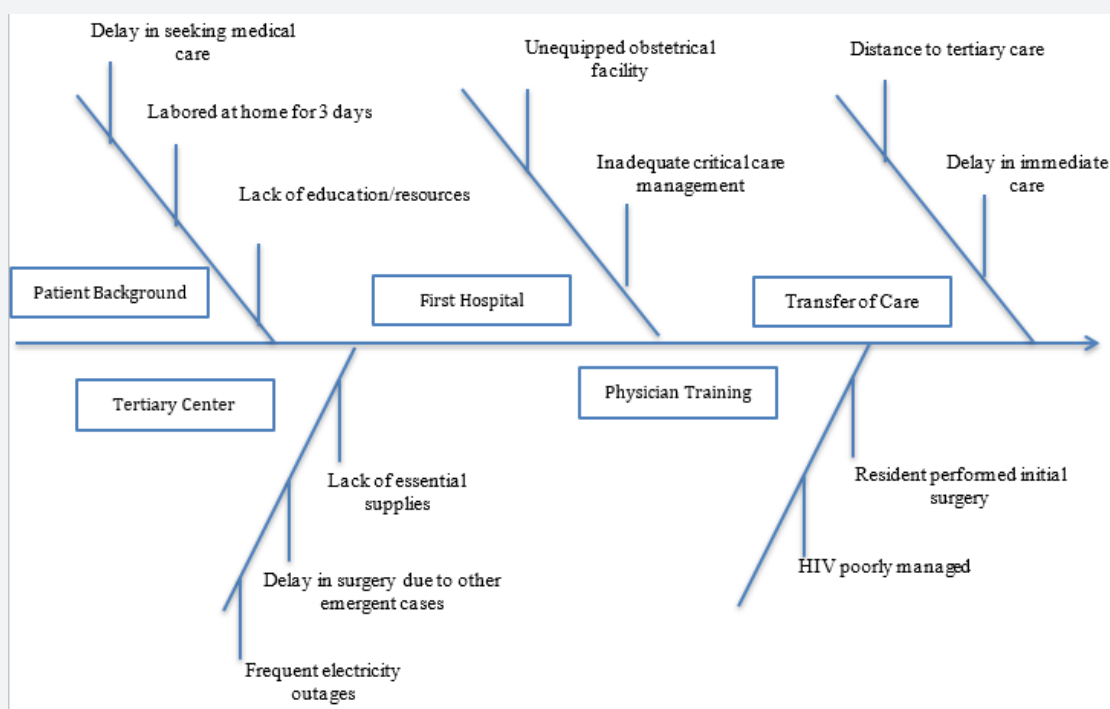 Delay in seeking medical
care
Labored at home for 3 days
Lack of education/resources
Patient Background
Unequipped obstetrical
facility
Inadequate critical care
management
First Hospital
Distance to tertiary care
Delay in immediate
care
Transfer of Care
Tertiary Center
Lack of essential
supplies
Delay in surgery due to other
emergent cases
Frequent electricity
outages
Physician Training
Resident performed initial
surgery
HIV poorly managed